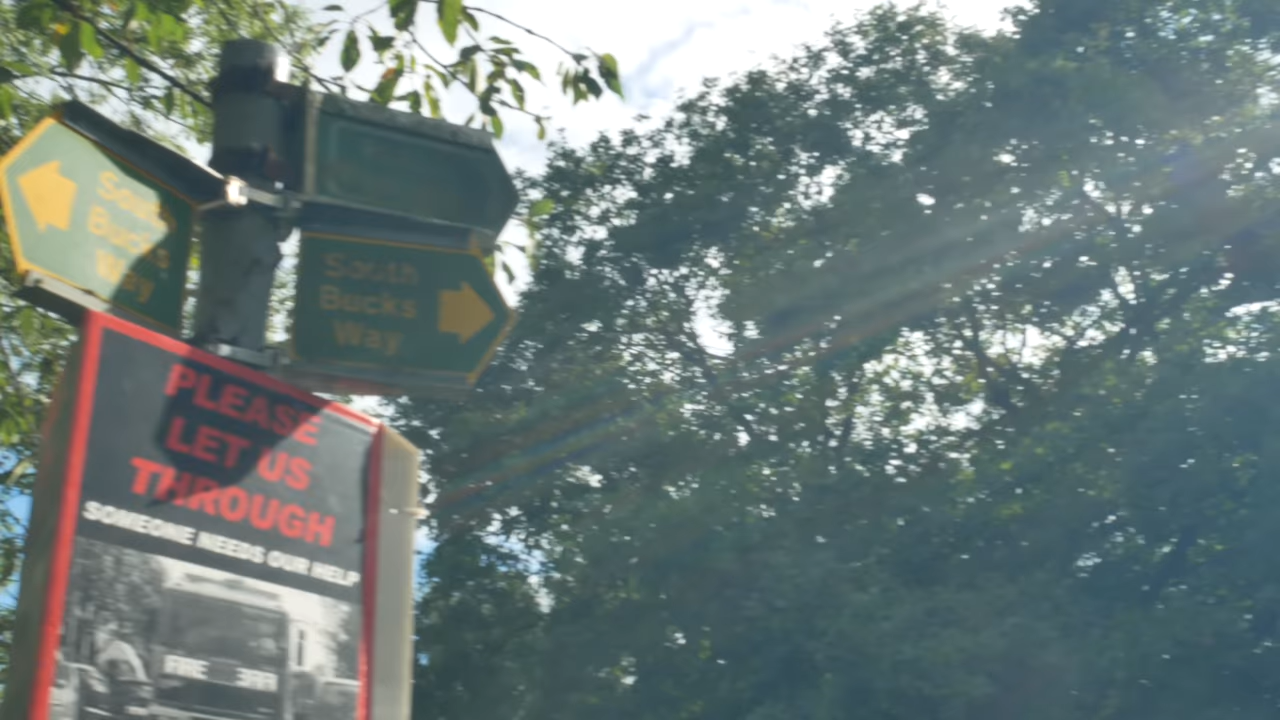 South
Bucks
Way
South
Bucks
Way
PLEASE
LET US
THROUGH
SOMEONE NEEDS OUR HELP
FIRE